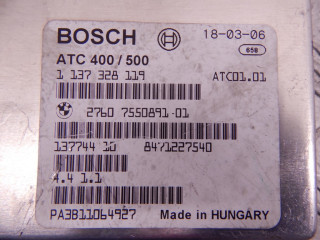 BOSCH 18-03-06
658
ATC 400 / 500
1 137 328 119 ATC01.01
2760 7550891-01
137744 10 8471227540
4.4 1.1
PA3B11064927 Made in HUNGARY